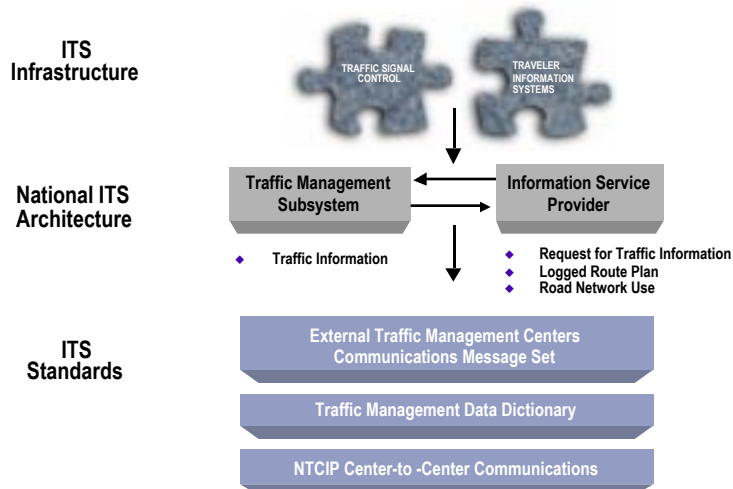 ITS
Infrastructure
TRAFFIC SIGNAL
CONTROL
TRAVELER
INFORMATION
SYSTEMS
National ITS
Architecture
Traffic Management
Subsystem
Information Service
Provider
Traffic Information
Request for Traffic Information
Logged Route Plan
Road Network Use
ITS
Standards
External Traffic Management Centers
Communications Message Set
Traffic Management Data Dictionary
NTCIP Center-to -Center Communications